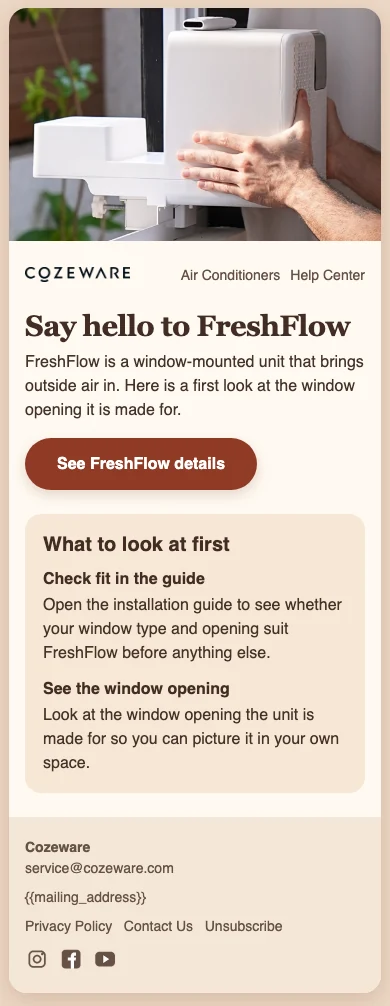 COZEWARE
Air Conditioners Help Center
Say hello to FreshFlow
FreshFlow is a window-mounted unit that brings
outside air in. Here is a first look at the window
opening it is made for.
See FreshFlow details
What to look at first
Check fit in the guide
Open the installation guide to see whether
your window type and opening suit
FreshFlow before anything else.
See the window opening
Look at the window opening the unit is
made for so you can picture it in your own
space.
Cozeware
service@cozeware.com
{{mailing_address}}
Privacy Policy Contact Us Unsubscribe